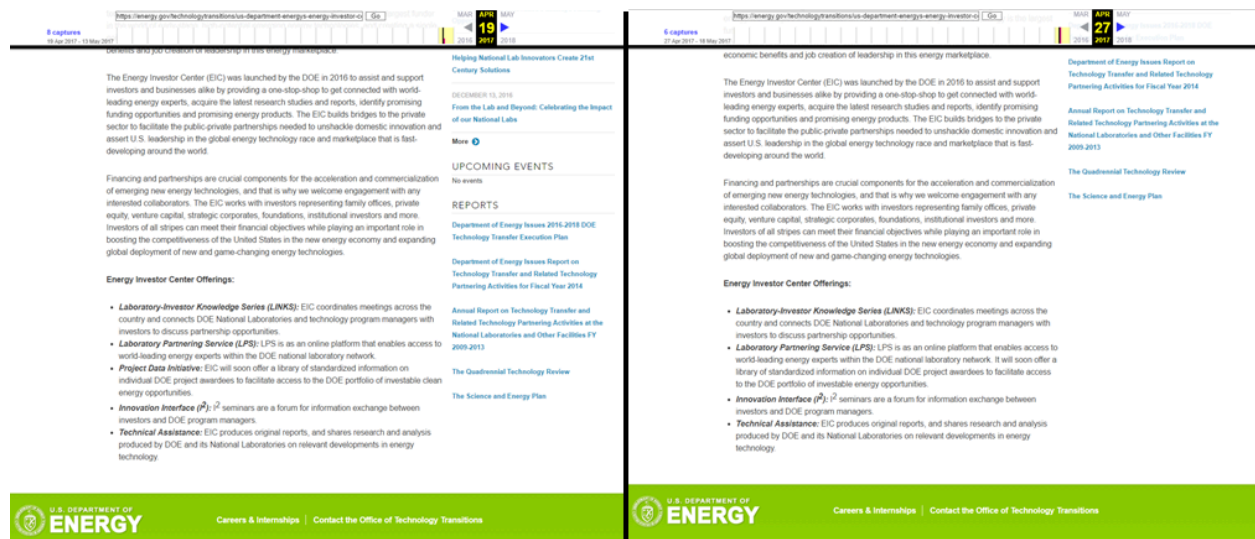 https://energy.gov/technologytransitions/us-department-energys-energy-investor-c
Go
MAR APR MAY
8 captures
19
19 Apr 2017 - 13 May 2017
2016 2017 2018
benefits and job creation of leadership in this energy marketplace.
The Energy Investor Center (EIC) was launched by the DOE in 2016 to assist and support
investors and businesses alike by providing a one-stop-shop to get connected with world-
leading energy experts, acquire the latest research studies and reports, identify promising
funding opportunities and promising energy products. The EIC builds bridges to the private
sector to facilitate the public-private partnerships needed to unshackle domestic innovation and
assert U.S. leadership in the global energy technology race and marketplace that is fast-
developing around the world.
Financing and partnerships are crucial components for the acceleration and commercialization
of emerging new energy technologies, and that is why we welcome engagement with any
interested collaborators. The EIC works with investors representing family offices, private
equity, venture capital, strategic corporates, foundations, institutional investors and more.
Investors of all stripes can meet their financial objectives while playing an important role in
boosting the competitiveness of the United States in the new energy economy and expanding
global deployment of new and game-changing energy technologies.
Energy Investor Center Offerings:
• Laboratory-Investor Knowledge Series (LINKS): EIC coordinates meetings across the
country and connects DOE National Laboratories and technology program managers with
investors to discuss partnership opportunities.
• Laboratory Partnering Service (LPS): LPS is as an online platform that enables access to
world-leading energy experts within the DOE national laboratory network.
• Project Data Initiative: EIC will soon offer a library of standardized information on
individual DOE project awardees to facilitate access to the DOE portfolio of investable clean
energy opportunities.
• Innovation Interface (I²): I² seminars are a forum for information exchange between
investors and DOE program managers.
• Technical Assistance: EIC produces original reports, and shares research and analysis
produced by DOE and its National Laboratories on relevant developments in energy
technology.
Helping National Lab Innovators Create 21st
Century Solutions
DECEMBER 13, 2016
From the Lab and Beyond: Celebrating the Impact
of our National Labs
More
UPCOMING EVENTS
No events
REPORTS
Department of Energy Issues 2016-2018 DOE
Technology Transfer Execution Plan
Department of Energy Issues Report on
Technology Transfer and Related Technology
Partnering Activities for Fiscal Year 2014
Annual Report on Technology Transfer and
Related Technology Partnering Activities at the
National Laboratories and Other Facilities FY
2009-2013
The Quadrennial Technology Review
The Science and Energy Plan
U.S. DEPARTMENT OF
ENERGY
Careers & Internships | Contact the Office of Technology Transitions
https://energy.gov/technologytransitions/us-department-energys-energy-investor-c
Go
MAR APR MAY
6 captures
27
27 Apr 2017 - 16 May 2017
2016 2017 2018
economic benefits and job creation of leadership in this energy marketplace.
The Energy Investor Center (EIC) was launched by the DOE in 2016 to assist and support
investors and businesses alike by providing a one-stop-shop to get connected with world-
leading energy experts, acquire the latest research studies and reports, identify promising
funding opportunities and promising energy products. The EIC builds bridges to the private
sector to facilitate the public-private partnerships needed to unshackle domestic innovation and
assert U.S. leadership in the global energy technology race and marketplace that is fast-
developing around the world.
Financing and partnerships are crucial components for the acceleration and commercialization
of emerging new energy technologies, and that is why we welcome engagement with any
interested collaborators. The EIC works with investors representing family offices, private
equity, venture capital, strategic corporates, foundations, institutional investors and more.
Investors of all stripes can meet their financial objectives while playing an important role in
boosting the competitiveness of the United States in the new energy economy and expanding
global deployment of new and game-changing energy technologies.
Energy Investor Center Offerings:
• Laboratory-Investor Knowledge Series (LINKS): EIC coordinates meetings across the
country and connects DOE National Laboratories and technology program managers with
investors to discuss partnership opportunities.
• Laboratory Partnering Service (LPS): LPS is as an online platform that enables access to
world-leading energy experts within the DOE national laboratory network. It will soon offer a
library of standardized information on individual DOE project awardees to facilitate access
to the DOE portfolio of investable energy opportunities.
• Innovation Interface (I²): I² seminars are a forum for information exchange between
investors and DOE program managers.
• Technical Assistance: EIC produces original reports, and shares research and analysis
produced by DOE and its National Laboratories on relevant developments in energy
technology.
Department of Energy Issues Report on
Technology Transfer and Related Technology
Partnering Activities for Fiscal Year 2014
Annual Report on Technology Transfer and
Related Technology Partnering Activities at the
National Laboratories and Other Facilities FY
2009-2013
The Quadrennial Technology Review
The Science and Energy Plan
U.S. DEPARTMENT OF
ENERGY
Careers & Internships | Contact the Office of Technology Transitions